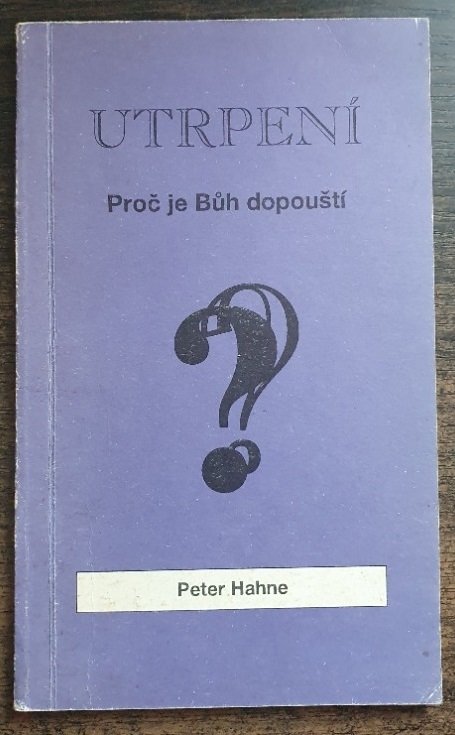 UTRPENÍ
Proč je Bůh dopouští
?
Peter Hahne